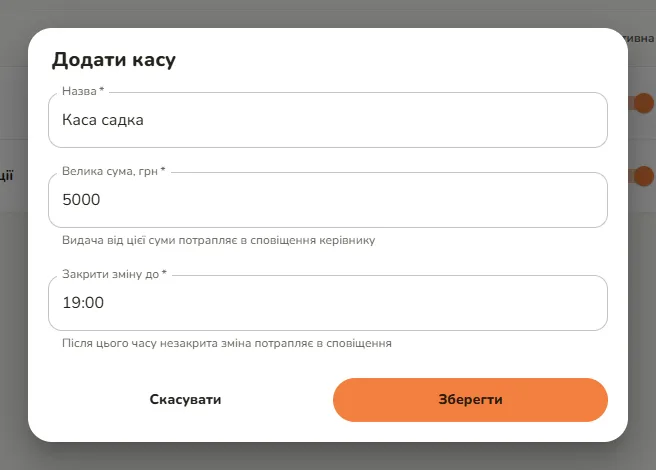 Додати касу
Назва *
Каса садка
Велика сума, грн *
5000
Видача від цієї суми потрапляє в сповіщення керівнику
Закрити зміну до *
19:00
Після цього часу незакрита зміна потрапляє в сповіщення
Скасувати
Зберегти